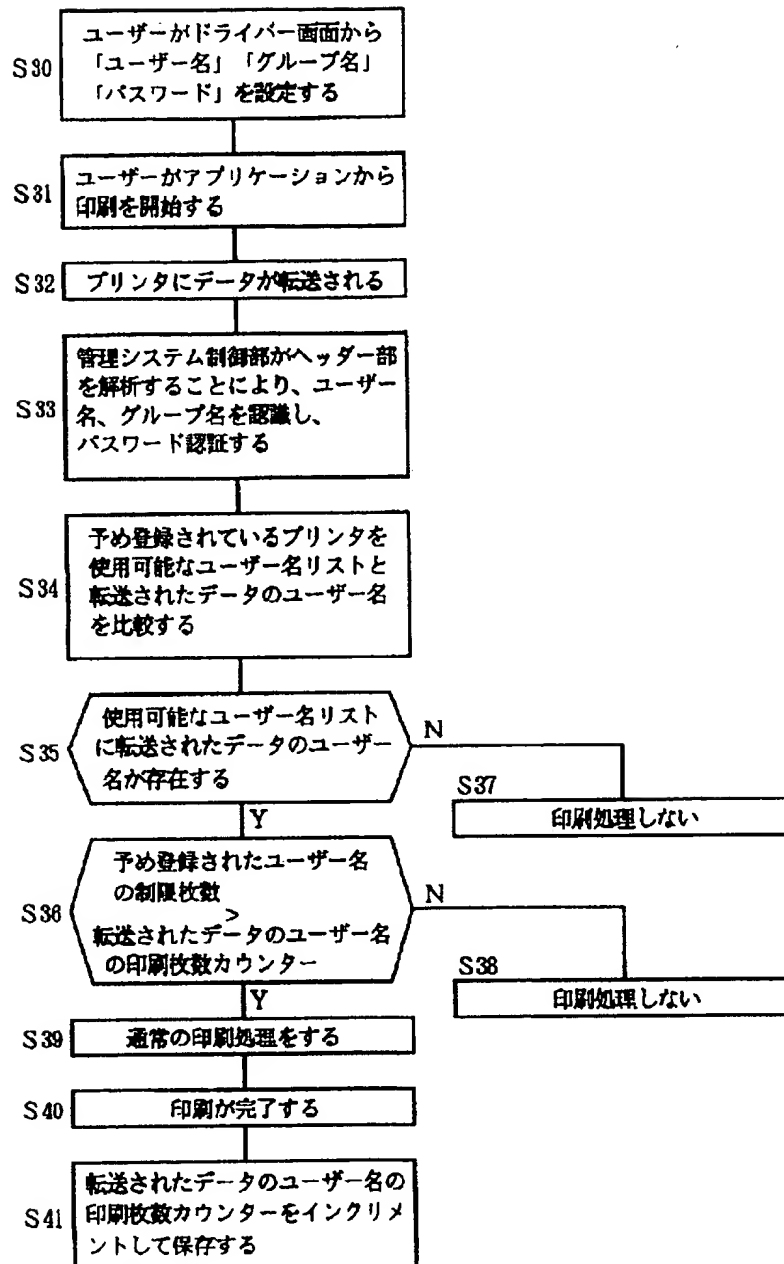 S30
ユーザーがドライバー画面から
「ユーザー名」「グループ名」
「パスワード」を設定する
S31
ユーザーがアプリケーションから
印刷を開始する
S32
プリンタにデータが転送される
S33
管理システム制御部がヘッダー部
を解析することにより、ユーザー
名、グループ名を認識し、
パスワード認証する
S34
予め登録されているプリンタを
使用可能なユーザー名リストと
転送されたデータのユーザー名
を比較する
S35
使用可能なユーザー名リスト
に転送されたデータのユーザー
名が存在する
N
S37
印刷処理しない
Y
S36
予め登録されたユーザー名
の制限枚数
>
転送されたデータのユーザー名
の印刷枚数カウンター
N
S38
印刷処理しない
Y
S39
通常の印刷処理をする
S40
印刷が完了する
S41
転送されたデータのユーザー名の
印刷枚数カウンターをインクリメ
ントして保存する